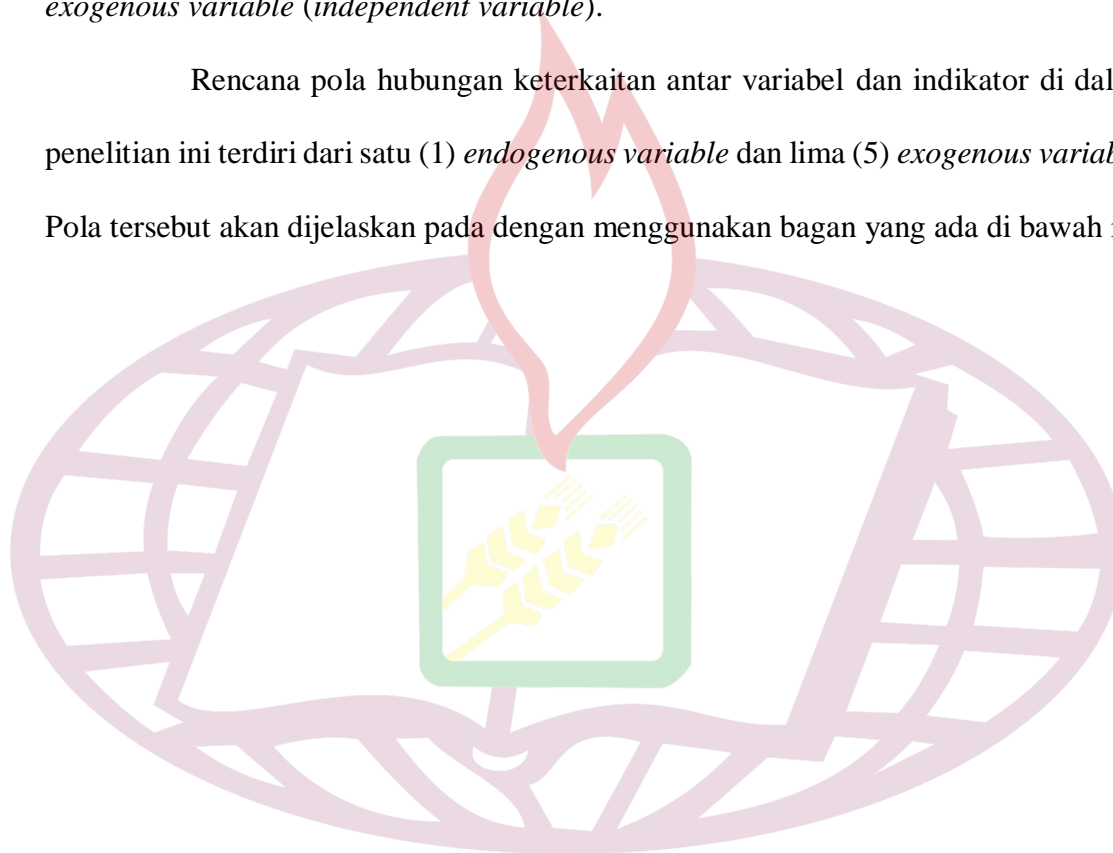 exogenous variable (independent variable).
Rencana pola hubungan keterkaitan antar variabel dan indikator di dal
penelitian ini terdiri dari satu (1) endogenous variable dan lima (5) exogenous variab
Pola tersebut akan dijelaskan pada dengan menggunakan bagan yang ada di bawah